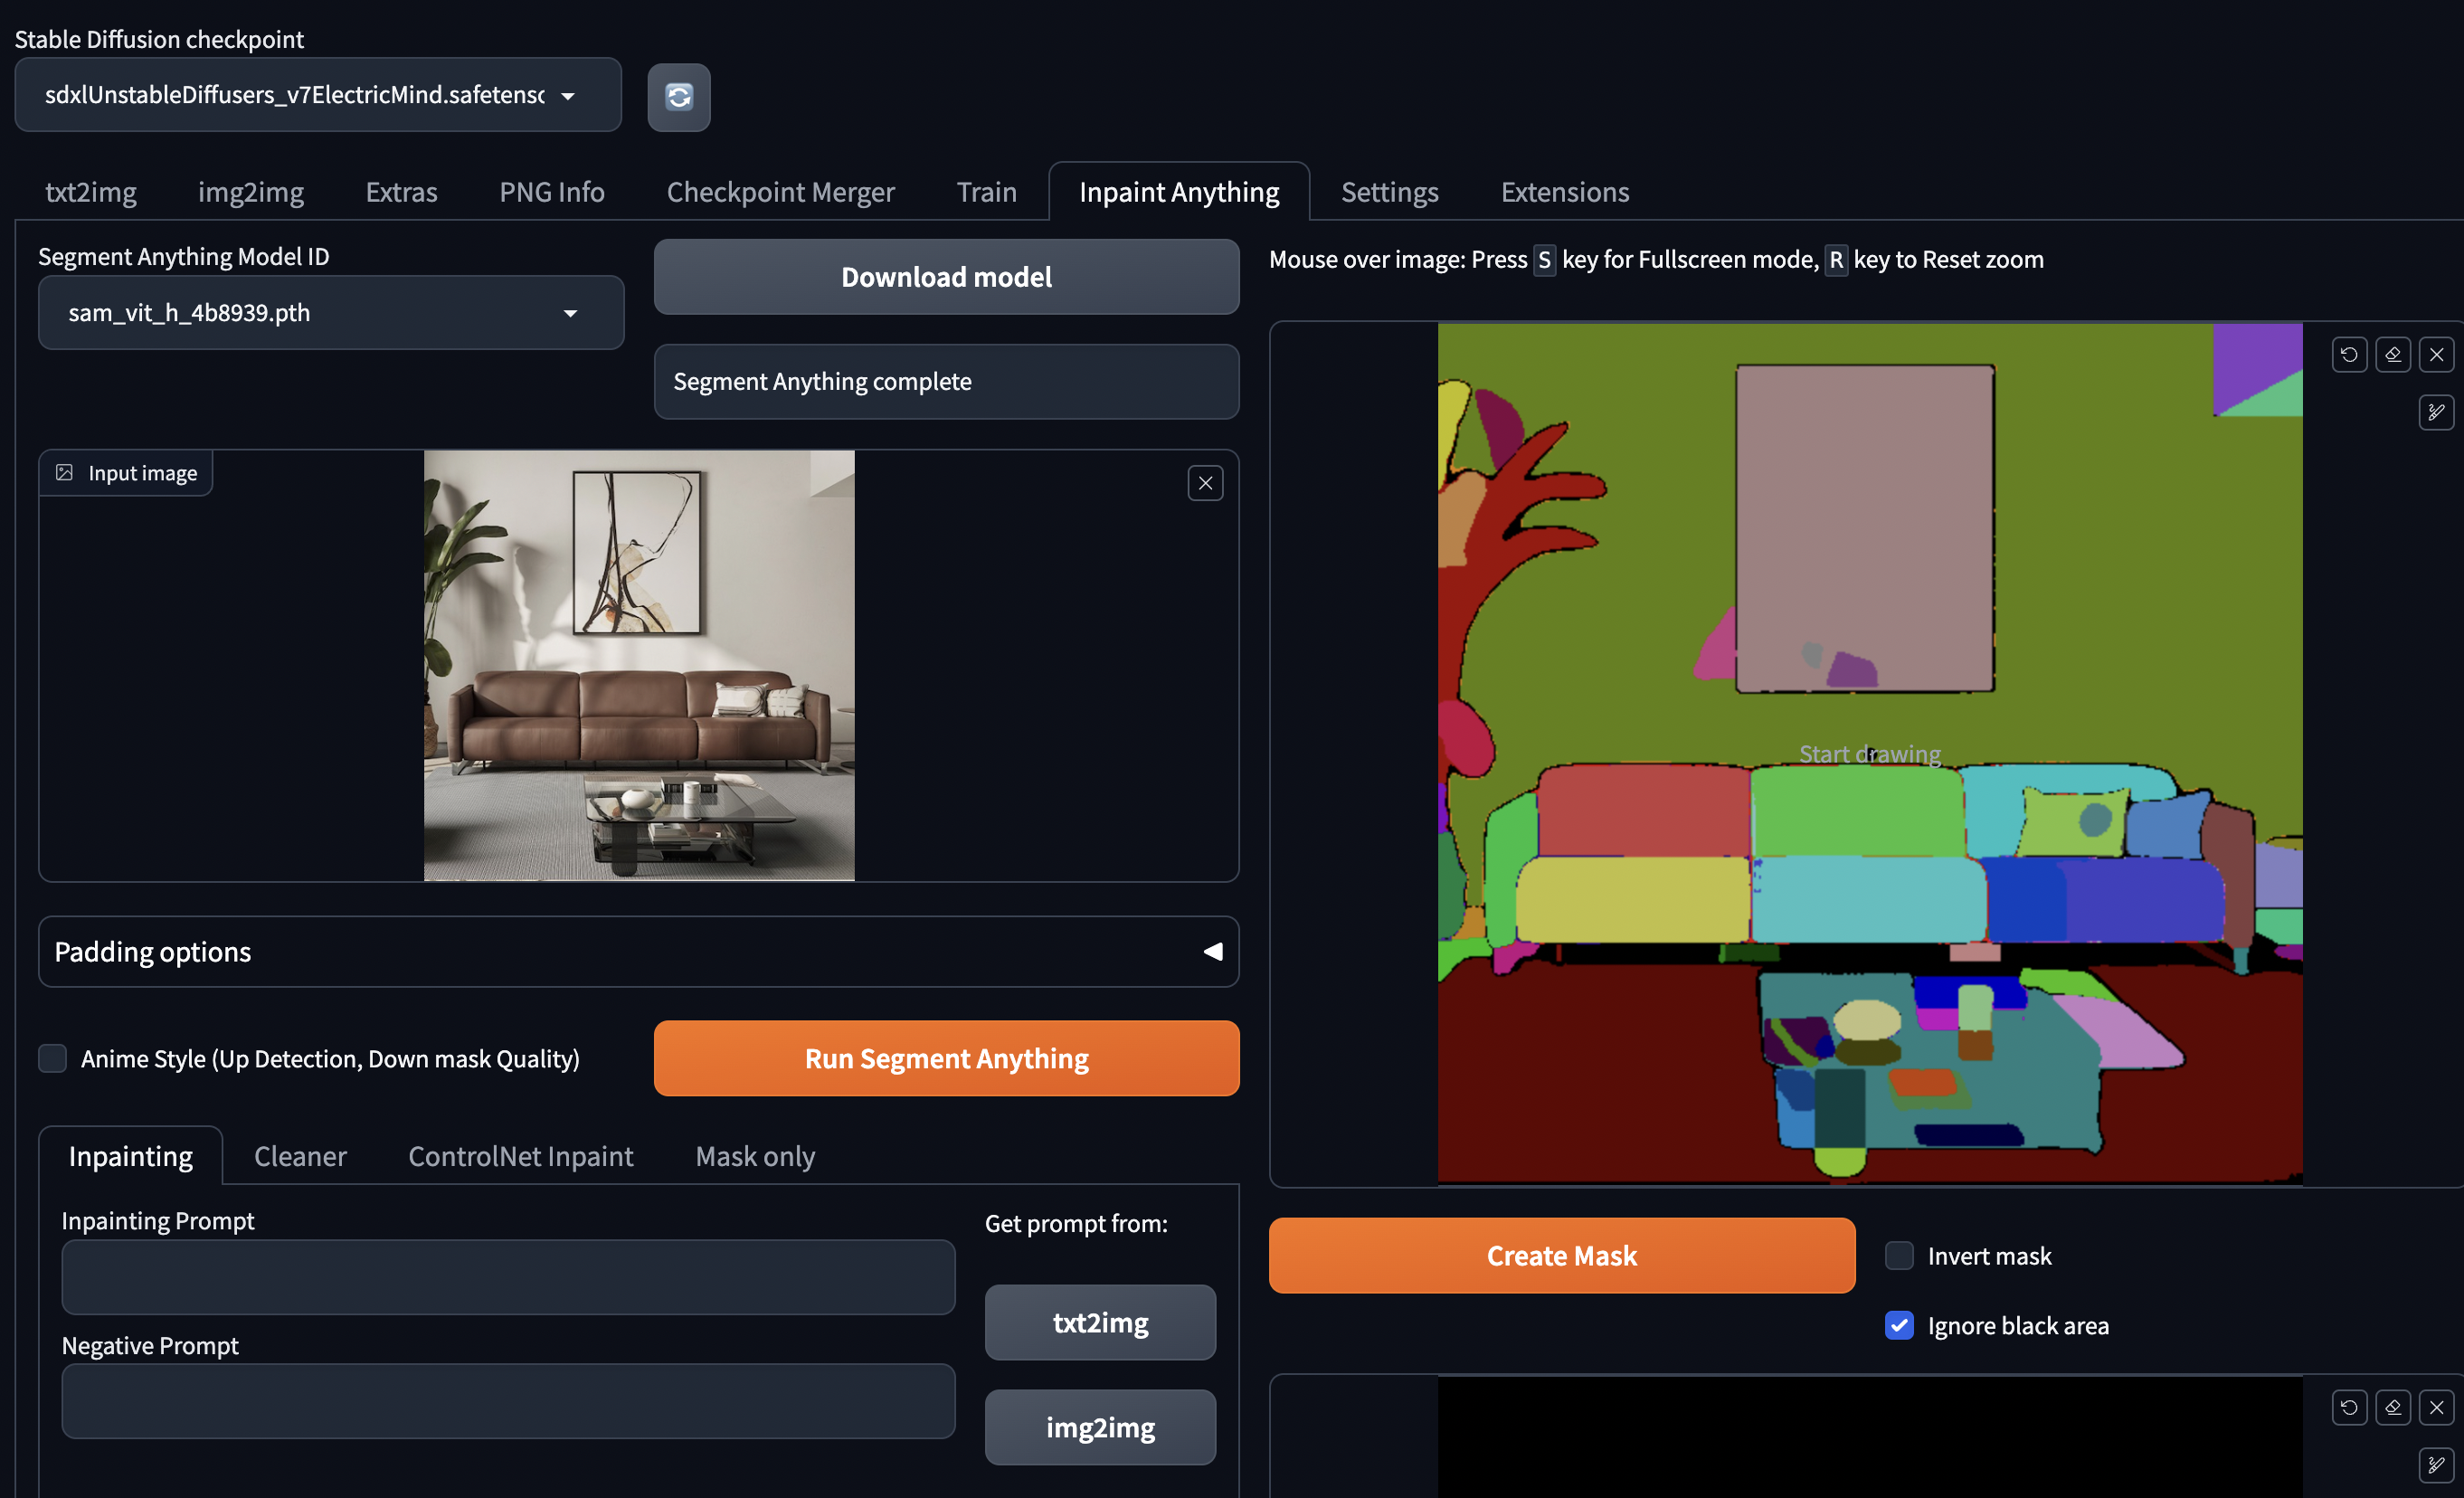 Stable Diffusion checkpoint
sdxlUnstableDiffusers_v7ElectricMind.safetensc
txt2img
img2img
Extras
PNG Info
Checkpoint Merger
Train
Inpaint Anything
Settings
Extensions
Segment Anything Model ID
sam_vit_h_4b8939.pth
Download model
Segment Anything complete
Input image
Padding options
Anime Style (Up Detection, Down mask Quality)
Run Segment Anything
Inpainting
Cleaner
ControlNet Inpaint
Mask only
Inpainting Prompt
Negative Prompt
Get prompt from:
txt2img
img2img
Mouse over image: Press S key for Fullscreen mode, R key to Reset zoom
Start drawing
Create Mask
Invert mask
Ignore black area